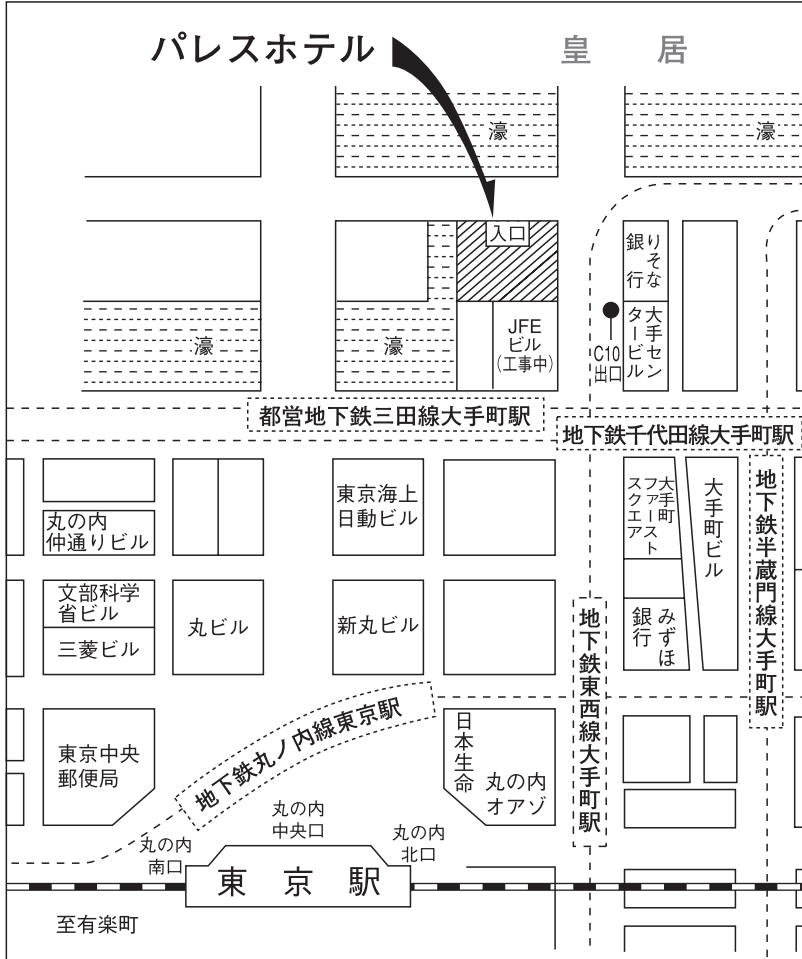 パレスホテル
皇居
濠
濠
入口
りそな
銀行
濠
濠
JFE
ビル
(工事中)
C10
出口
大手セン
タービル
都営地下鉄三田線大手町駅
地下鉄千代田線大手町駅
丸の内
仲通りビル
東京海上
日動ビル
大手町
ファースト
スクエア
大手町ビル
地下鉄半蔵門線大手町駅
文部科学
省ビル
三菱ビル
丸ビル
新丸ビル
地下鉄東西線大手町駅
みずほ
銀行
東京中央
郵便局
地下鉄丸ノ内線東京駅
日本生命
丸の内
オアゾ
丸の内
南口
丸の内
中央口
丸の内
北口
東京駅
至有楽町